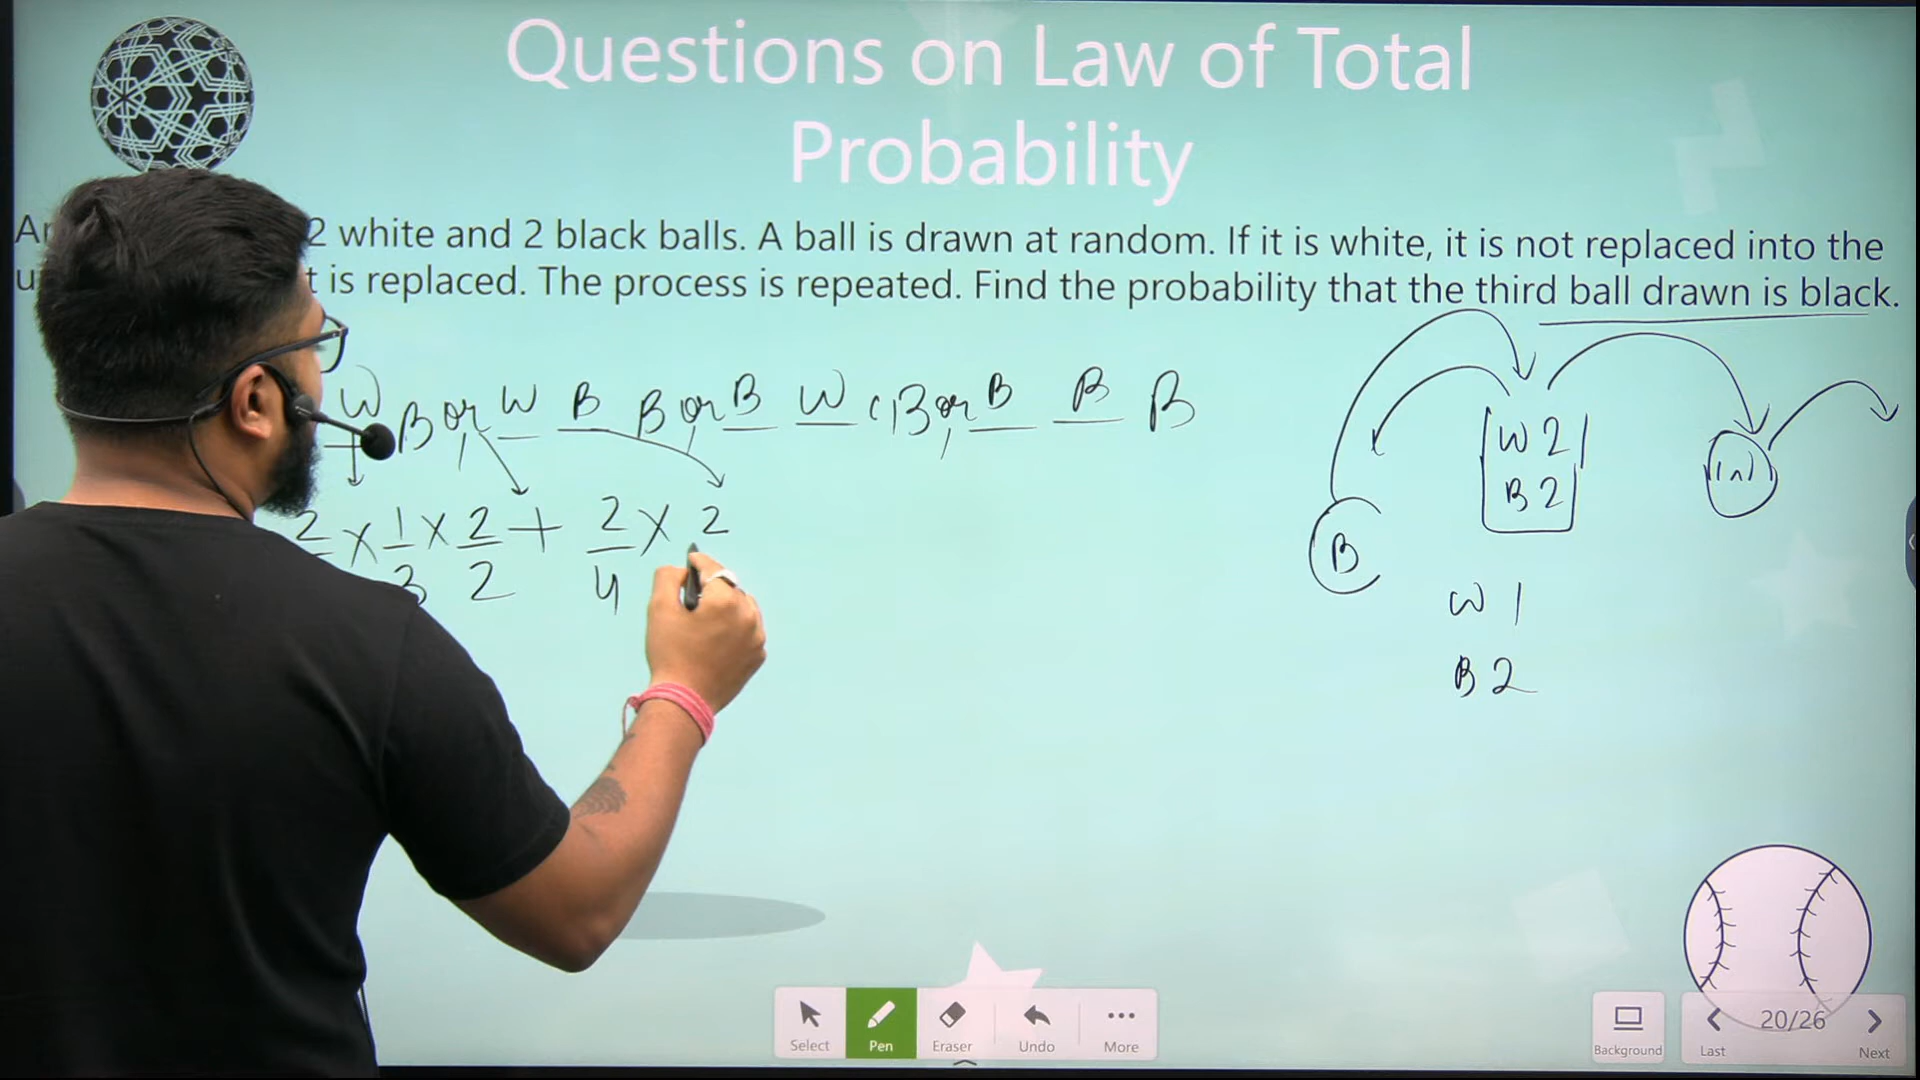 Questions on Law of Total
Probability
2 white and 2 black balls. A ball is drawn at random. If it is white, it is not replaced into the
t is replaced. The process is repeated. Find the probability that the third ball drawn is black.
W B or W B B or B W B or B B B
2 × 1 × 2 + 2 × 2
3 2 4
W 2
B 2
B
W 1
B 2
Select Pen Eraser Undo More
Background
20/26
Last Next